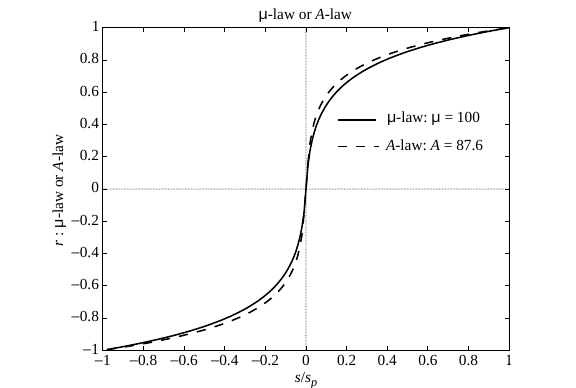 μ-law or A-law
1
0.8
0.6
0.4
0.2
0
−0.2
−0.4
−0.6
−0.8
−1
r : μ-law or A-law
μ-law: μ = 100
A-law: A = 87.6
−1 −0.8 −0.6 −0.4 −0.2 0 0.2 0.4 0.6 0.8 1
s/sp